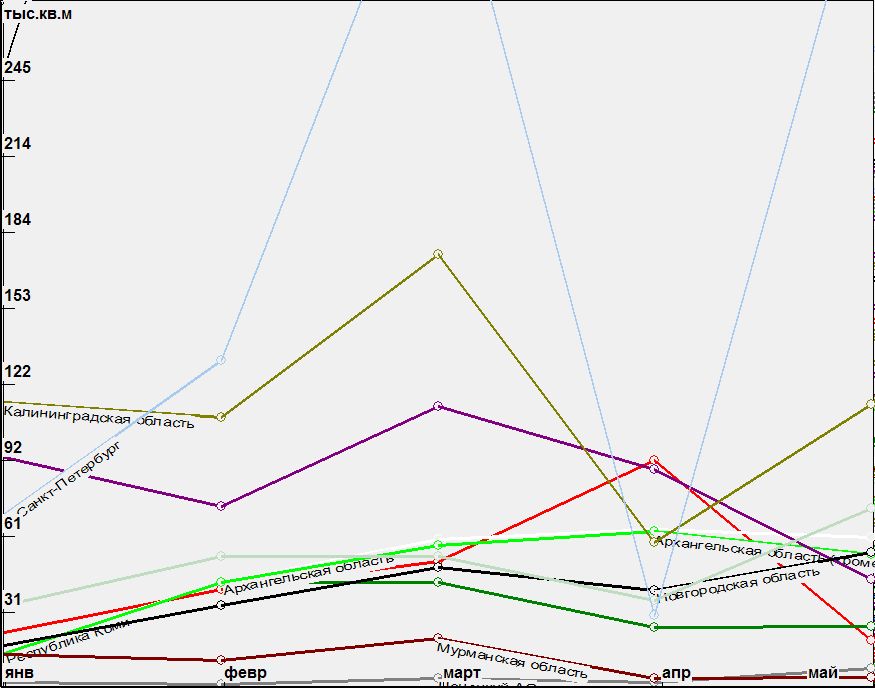 тыс.кв.м
245
214
184
153
122
Калининградская область
92
Санкт-Петербург
61
Архангельская область (кроме
Архангельская область
Новгородская область
31
Республика Коми
Мурманская область
янв
февр
март
апр
май